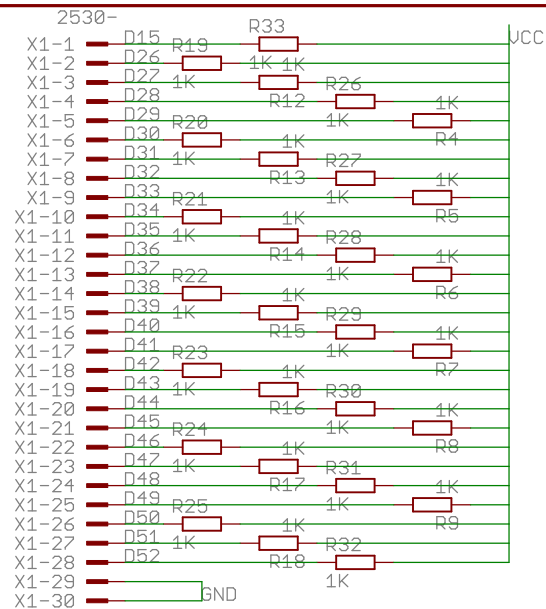 2530-
R33
VCC
X1-1 D15 R19
X1-2 D26 1K 1K
X1-3 D27 1K R26
X1-4 D28 R12 1K
X1-5 D29 R20 1K
X1-6 D30 1K R4
X1-7 D31 1K R27
X1-8 D32 R13 1K
X1-9 D33 R21 1K
X1-10 D34 1K R5
X1-11 D35 1K R28
X1-12 D36 R14 1K
X1-13 D37 R22 1K
X1-14 D38 1K R6
X1-15 D39 1K R29
X1-16 D40 R15 1K
X1-17 D41 R23 1K
X1-18 D42 1K R7
X1-19 D43 1K R30
X1-20 D44 R16 1K
X1-21 D45 R24 1K
X1-22 D46 1K R8
X1-23 D47 1K R31
X1-24 D48 R17 1K
X1-25 D49 R25 1K
X1-26 D50 1K R9
X1-27 D51 1K R32
X1-28 D52 R18
X1-29 1K
X1-30 GND